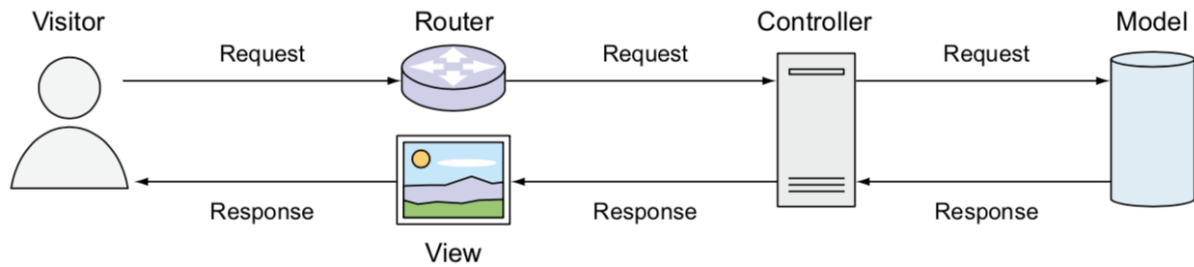 Visitor
Router
Controller
Model
Request
Request
Request
Response
Response
Response
View